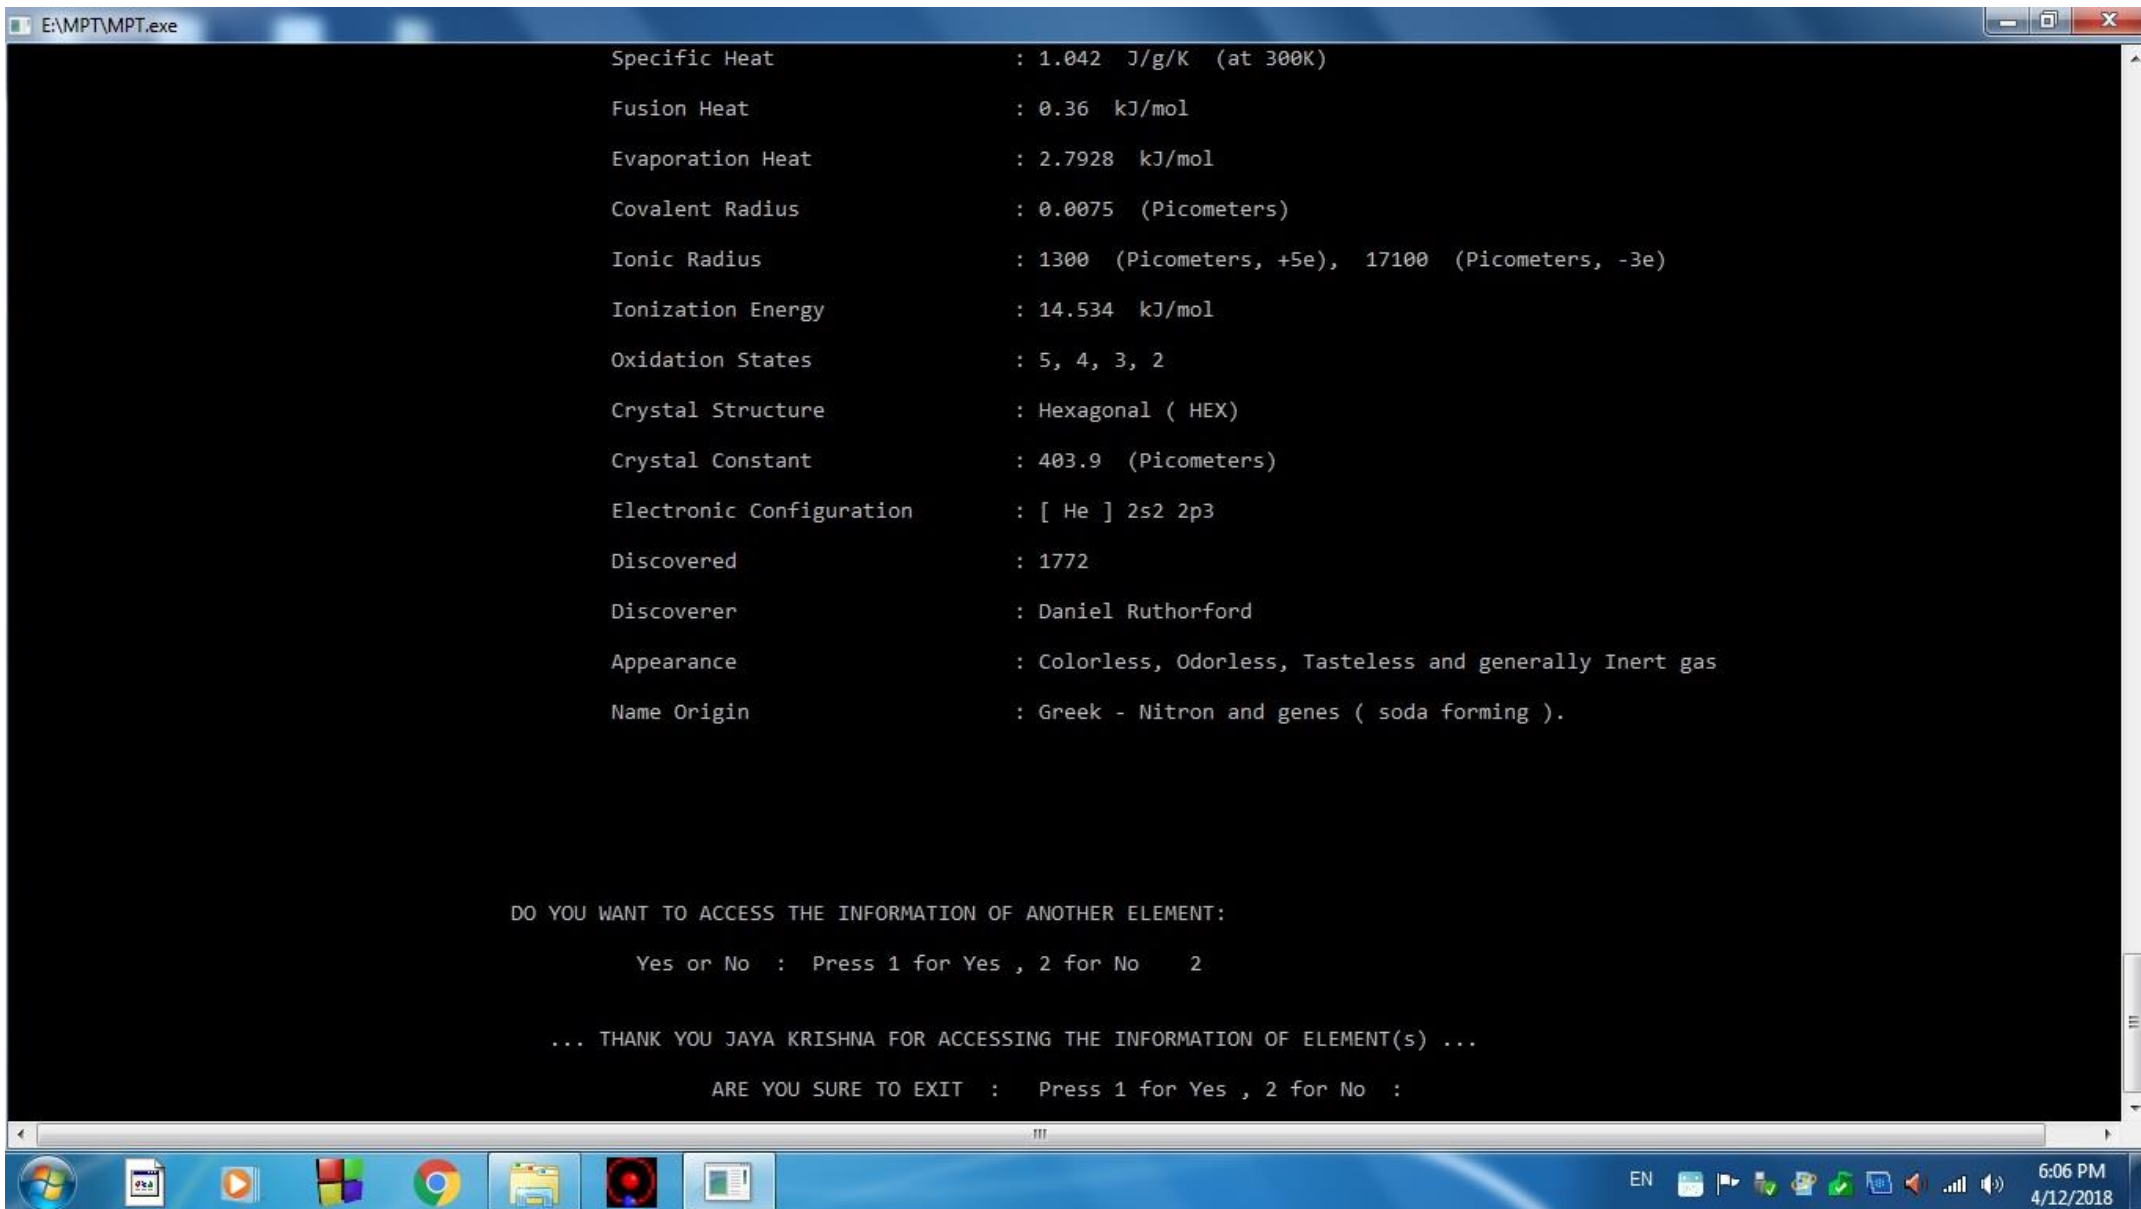 E:\MPT\MPT.exe
Specific Heat : 1.042 J/g/K (at 300K)
Fusion Heat : 0.36 kJ/mol
Evaporation Heat : 2.7928 kJ/mol
Covalent Radius : 0.0075 (Picometers)
Ionic Radius : 1300 (Picometers, +5e), 17100 (Picometers, -3e)
Ionization Energy : 14.534 kJ/mol
Oxidation States : 5, 4, 3, 2
Crystal Structure : Hexagonal ( HEX)
Crystal Constant : 403.9 (Picometers)
Electronic Configuration : [ He ] 2s2 2p3
Discovered : 1772
Discoverer : Daniel Ruthorford
Appearance : Colorless, Odorless, Tasteless and generally Inert gas
Name Origin : Greek - Nitron and genes ( soda forming ).
DO YOU WANT TO ACCESS THE INFORMATION OF ANOTHER ELEMENT:
Yes or No : Press 1 for Yes , 2 for No 2
... THANK YOU JAYA KRISHNA FOR ACCESSING THE INFORMATION OF ELEMENT(s) ...
ARE YOU SURE TO EXIT : Press 1 for Yes , 2 for No :
EN
6:06 PM
4/12/2018